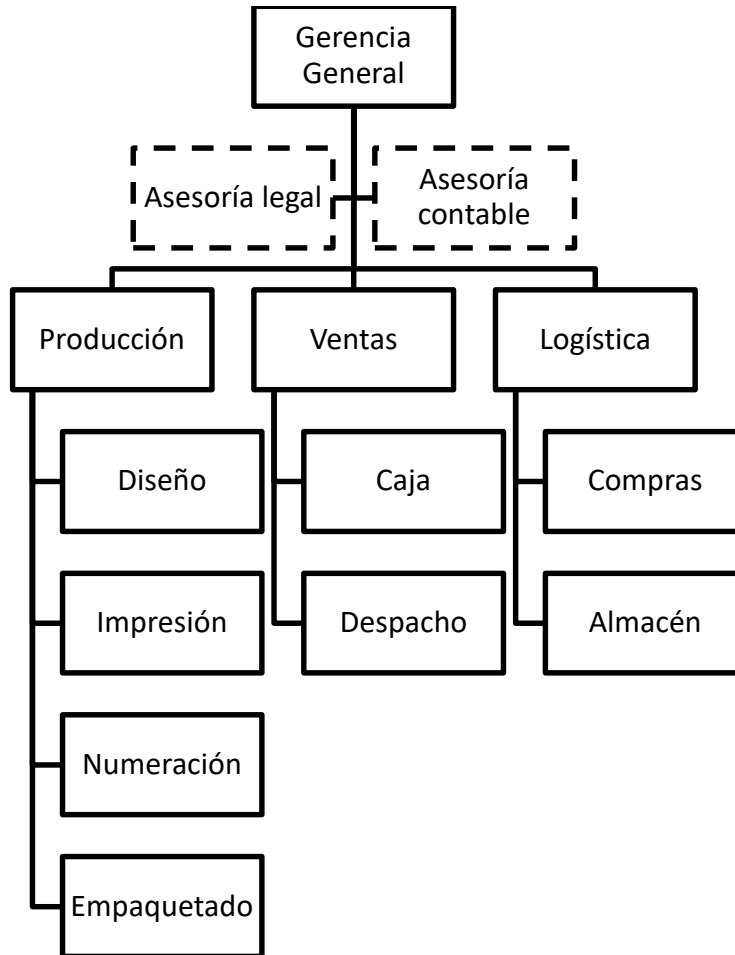 Gerencia
General
Asesoría legal
Asesoría
contable
Producción
Ventas
Logística
Diseño
Caja
Compras
Impresión
Despacho
Almacén
Numeración
Empaquetado